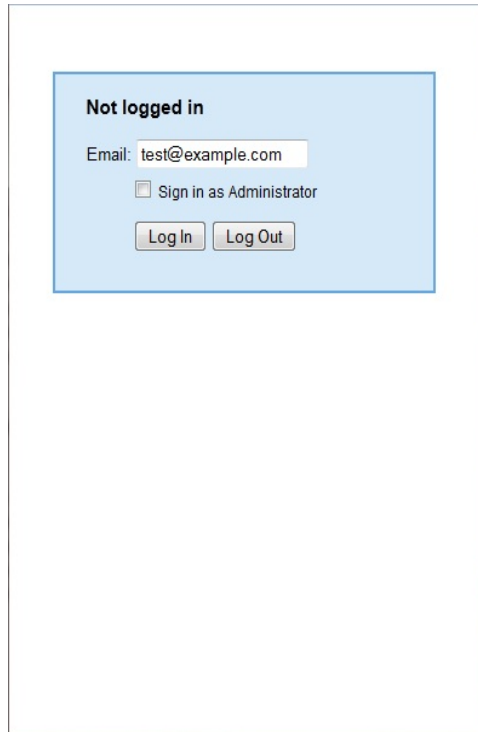 Not logged in
Email: test@example.com
Sign in as Administrator
Log In Log Out